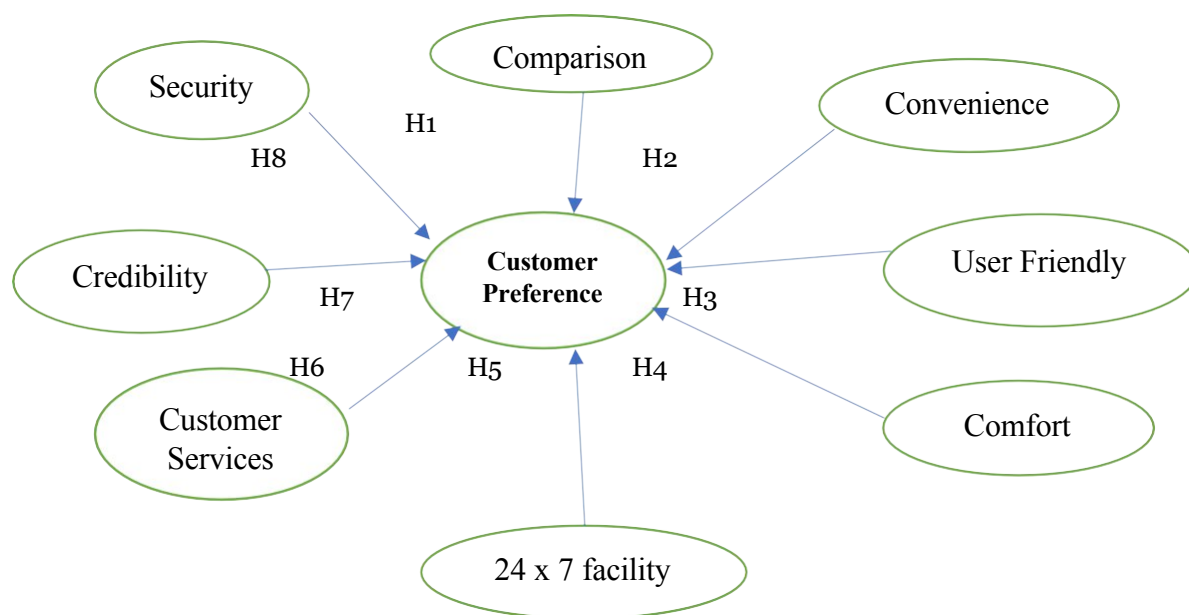 Comparison
Security
Convenience
H1
H8
H2
Customer
Preference
User Friendly
Credibility
H7
H3
H6
H5
H4
Customer
Services
Comfort
24 x 7 facility